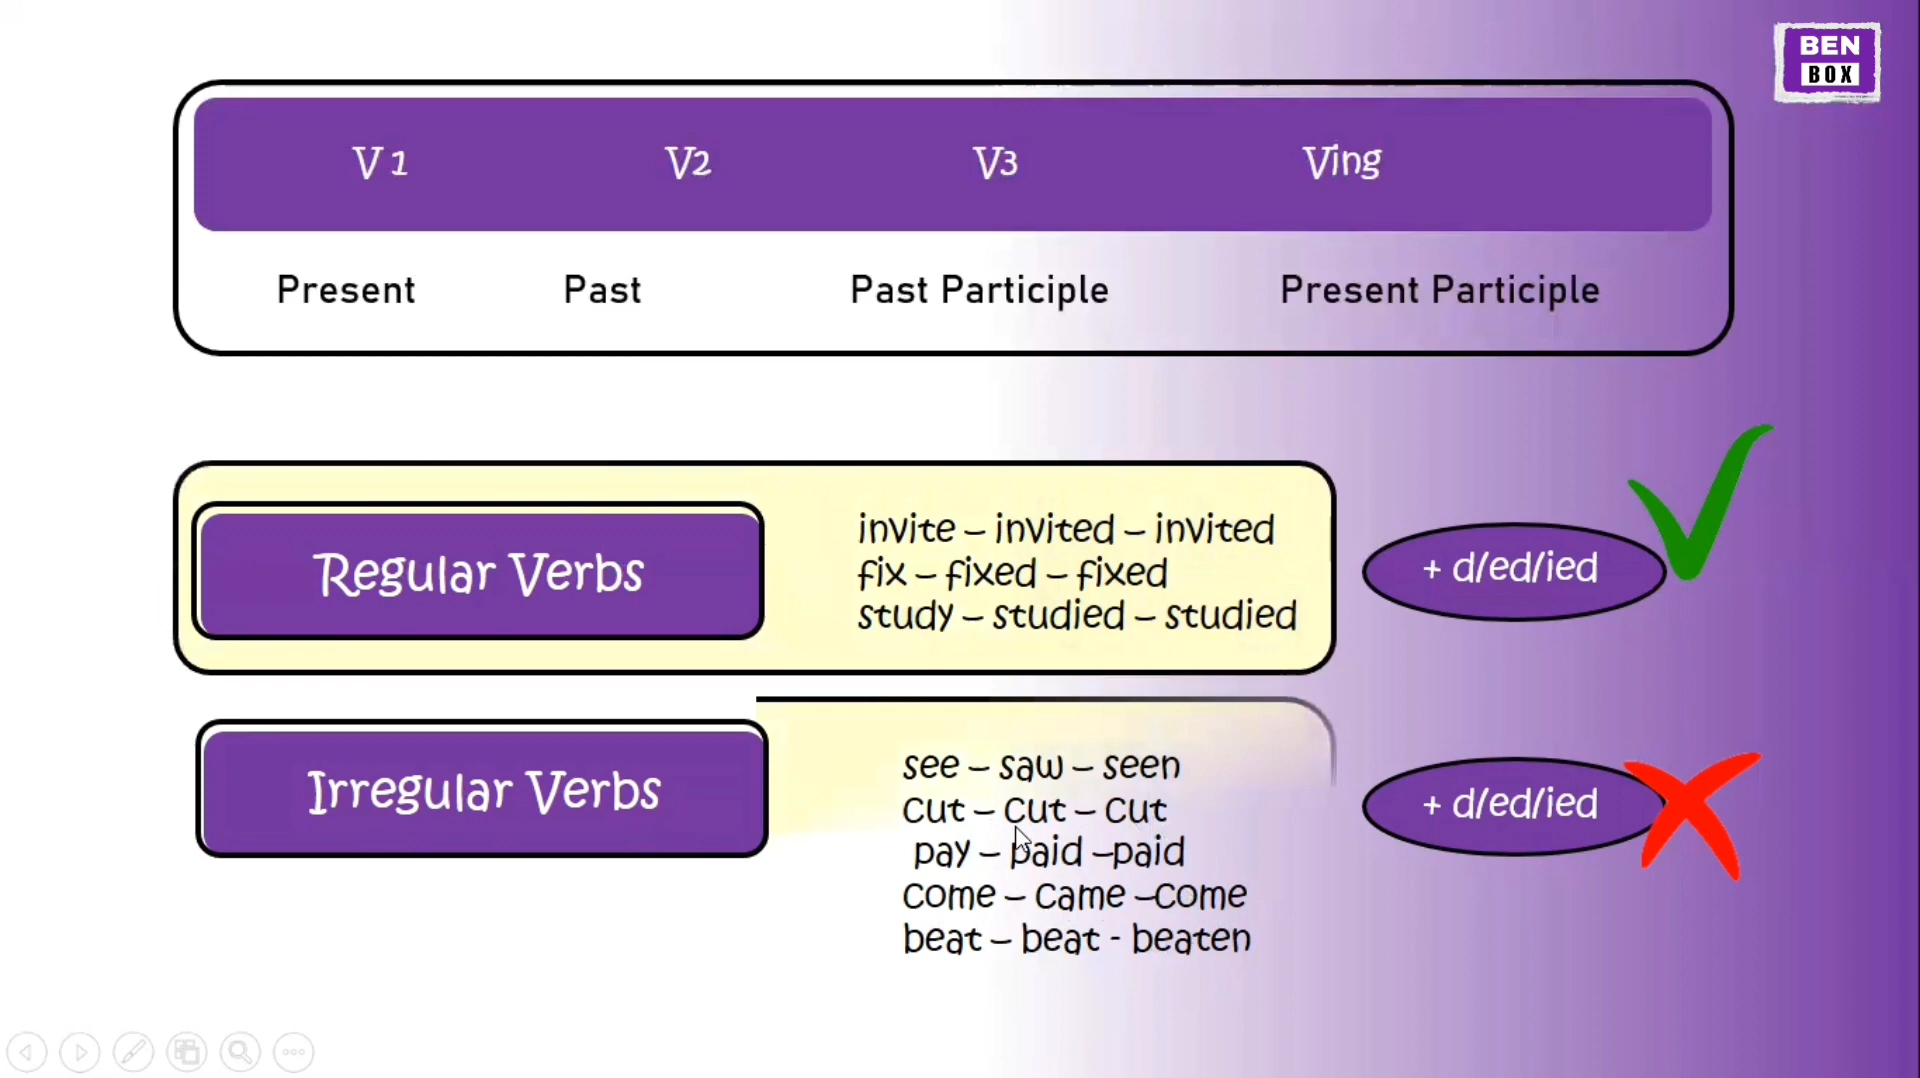 BEN
BOX
V1 V2 V3 Ving
Present Past Past Participle Present Participle
Regular Verbs
invite – invited – invited
fix – fixed – fixed
study – studied – studied
+ d/ed/ied
Irregular Verbs
see – saw – seen
cut – cut – cut
pay – paid –paid
come – came –come
beat – beat - beaten
+ d/ed/ied